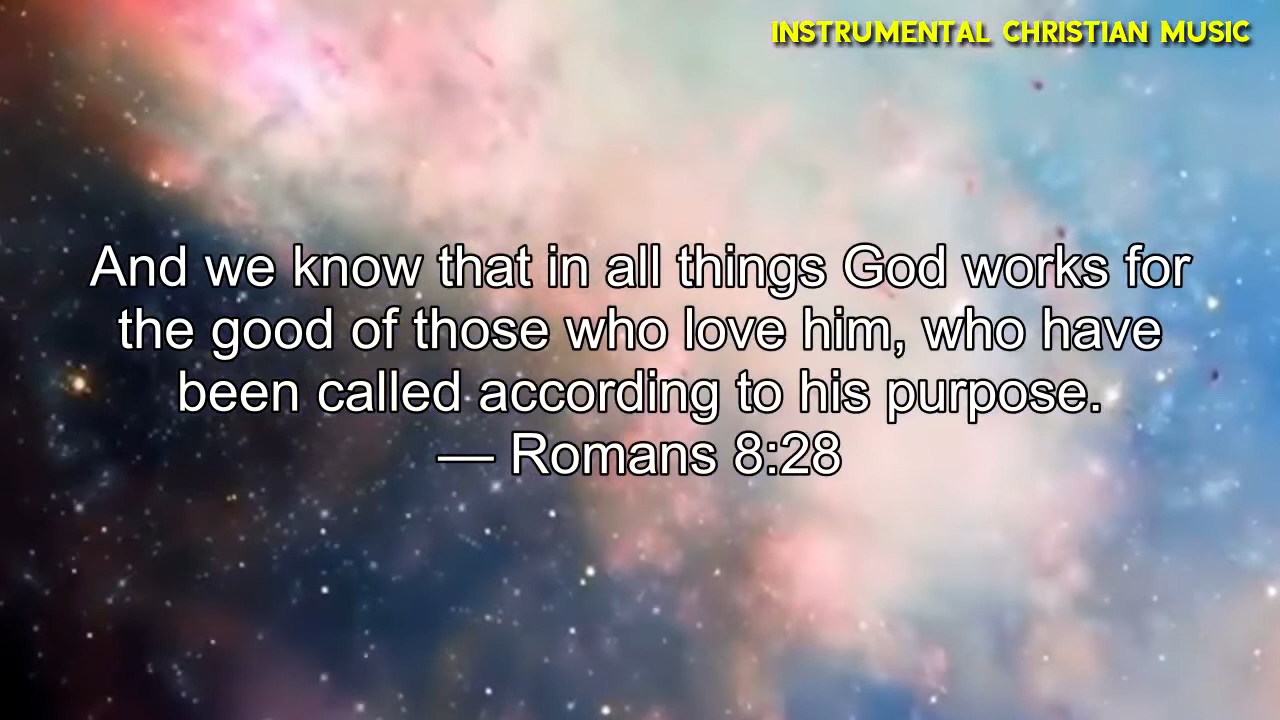 INSTRUMENTAL CHRISTIAN MUSIC
And we know that in all things God works for
the good of those who love him, who have
been called according to his purpose.
— Romans 8:28